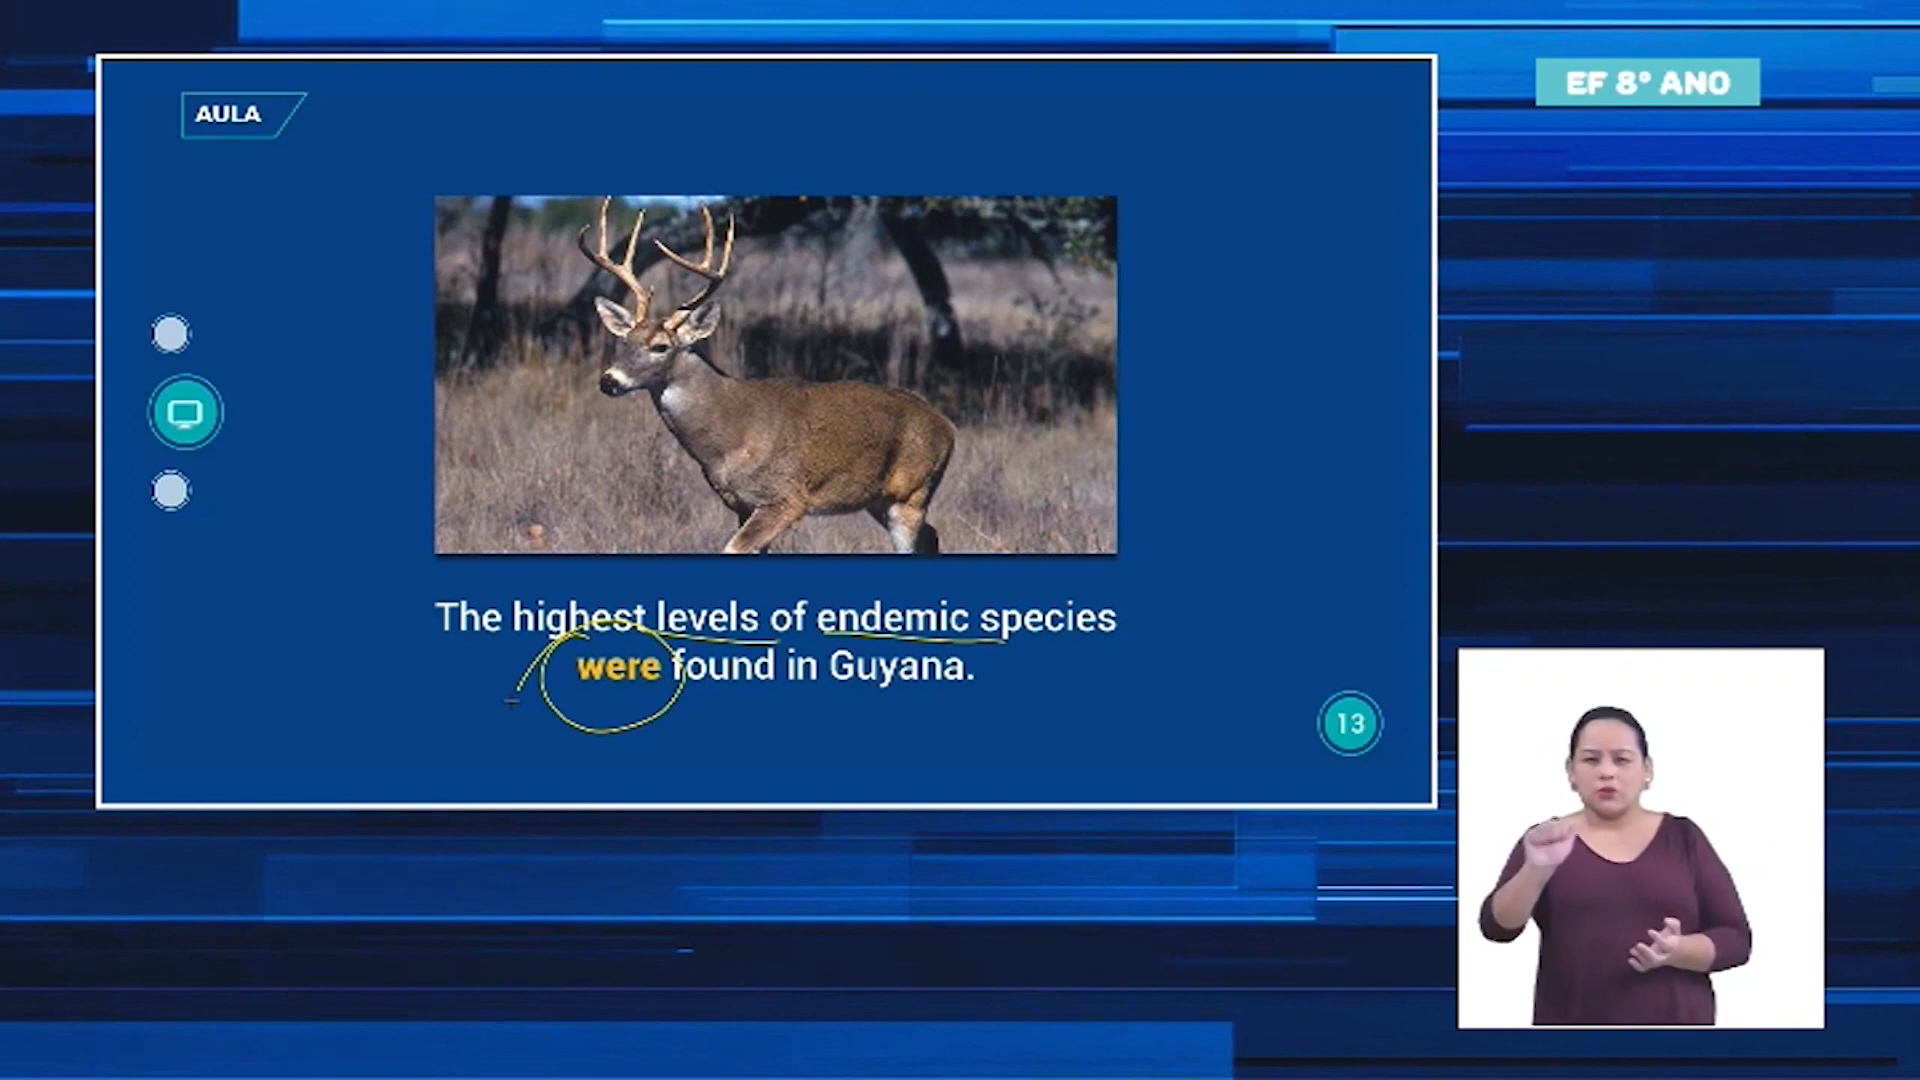 AULA
EF 8º ANO
The highest levels of endemic species
were found in Guyana.
13